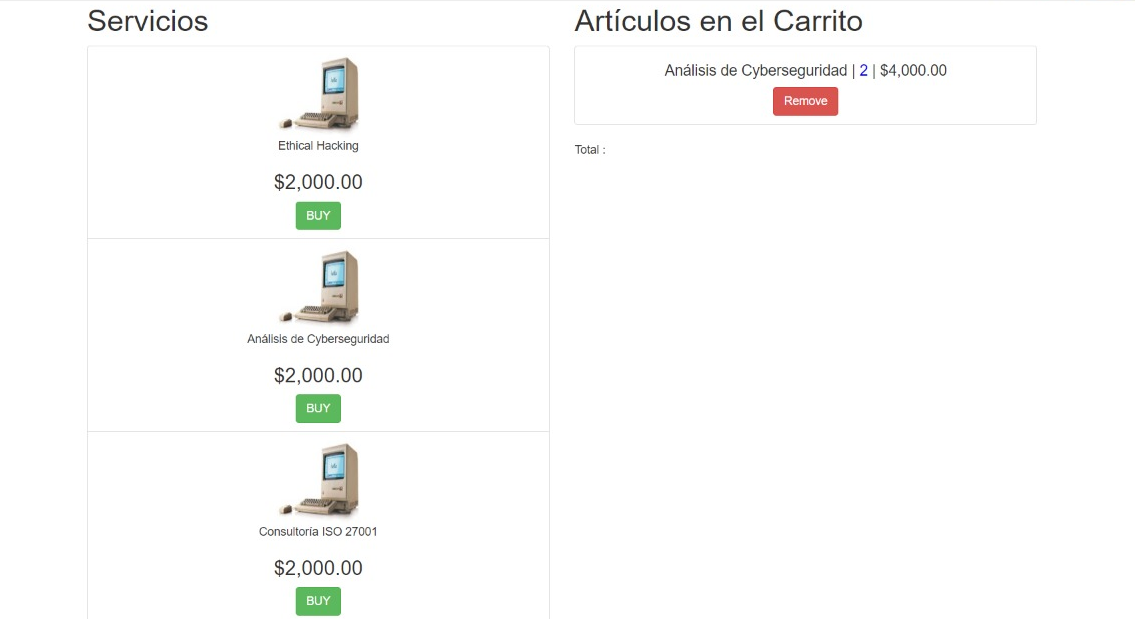 Servicios
Ethical Hacking
$2,000.00
BUY
Análisis de Cyberseguridad
$2,000.00
BUY
Consultoría ISO 27001
$2,000.00
BUY
Artículos en el Carrito
Análisis de Cyberseguridad | 2 | $4,000.00
Remove
Total :